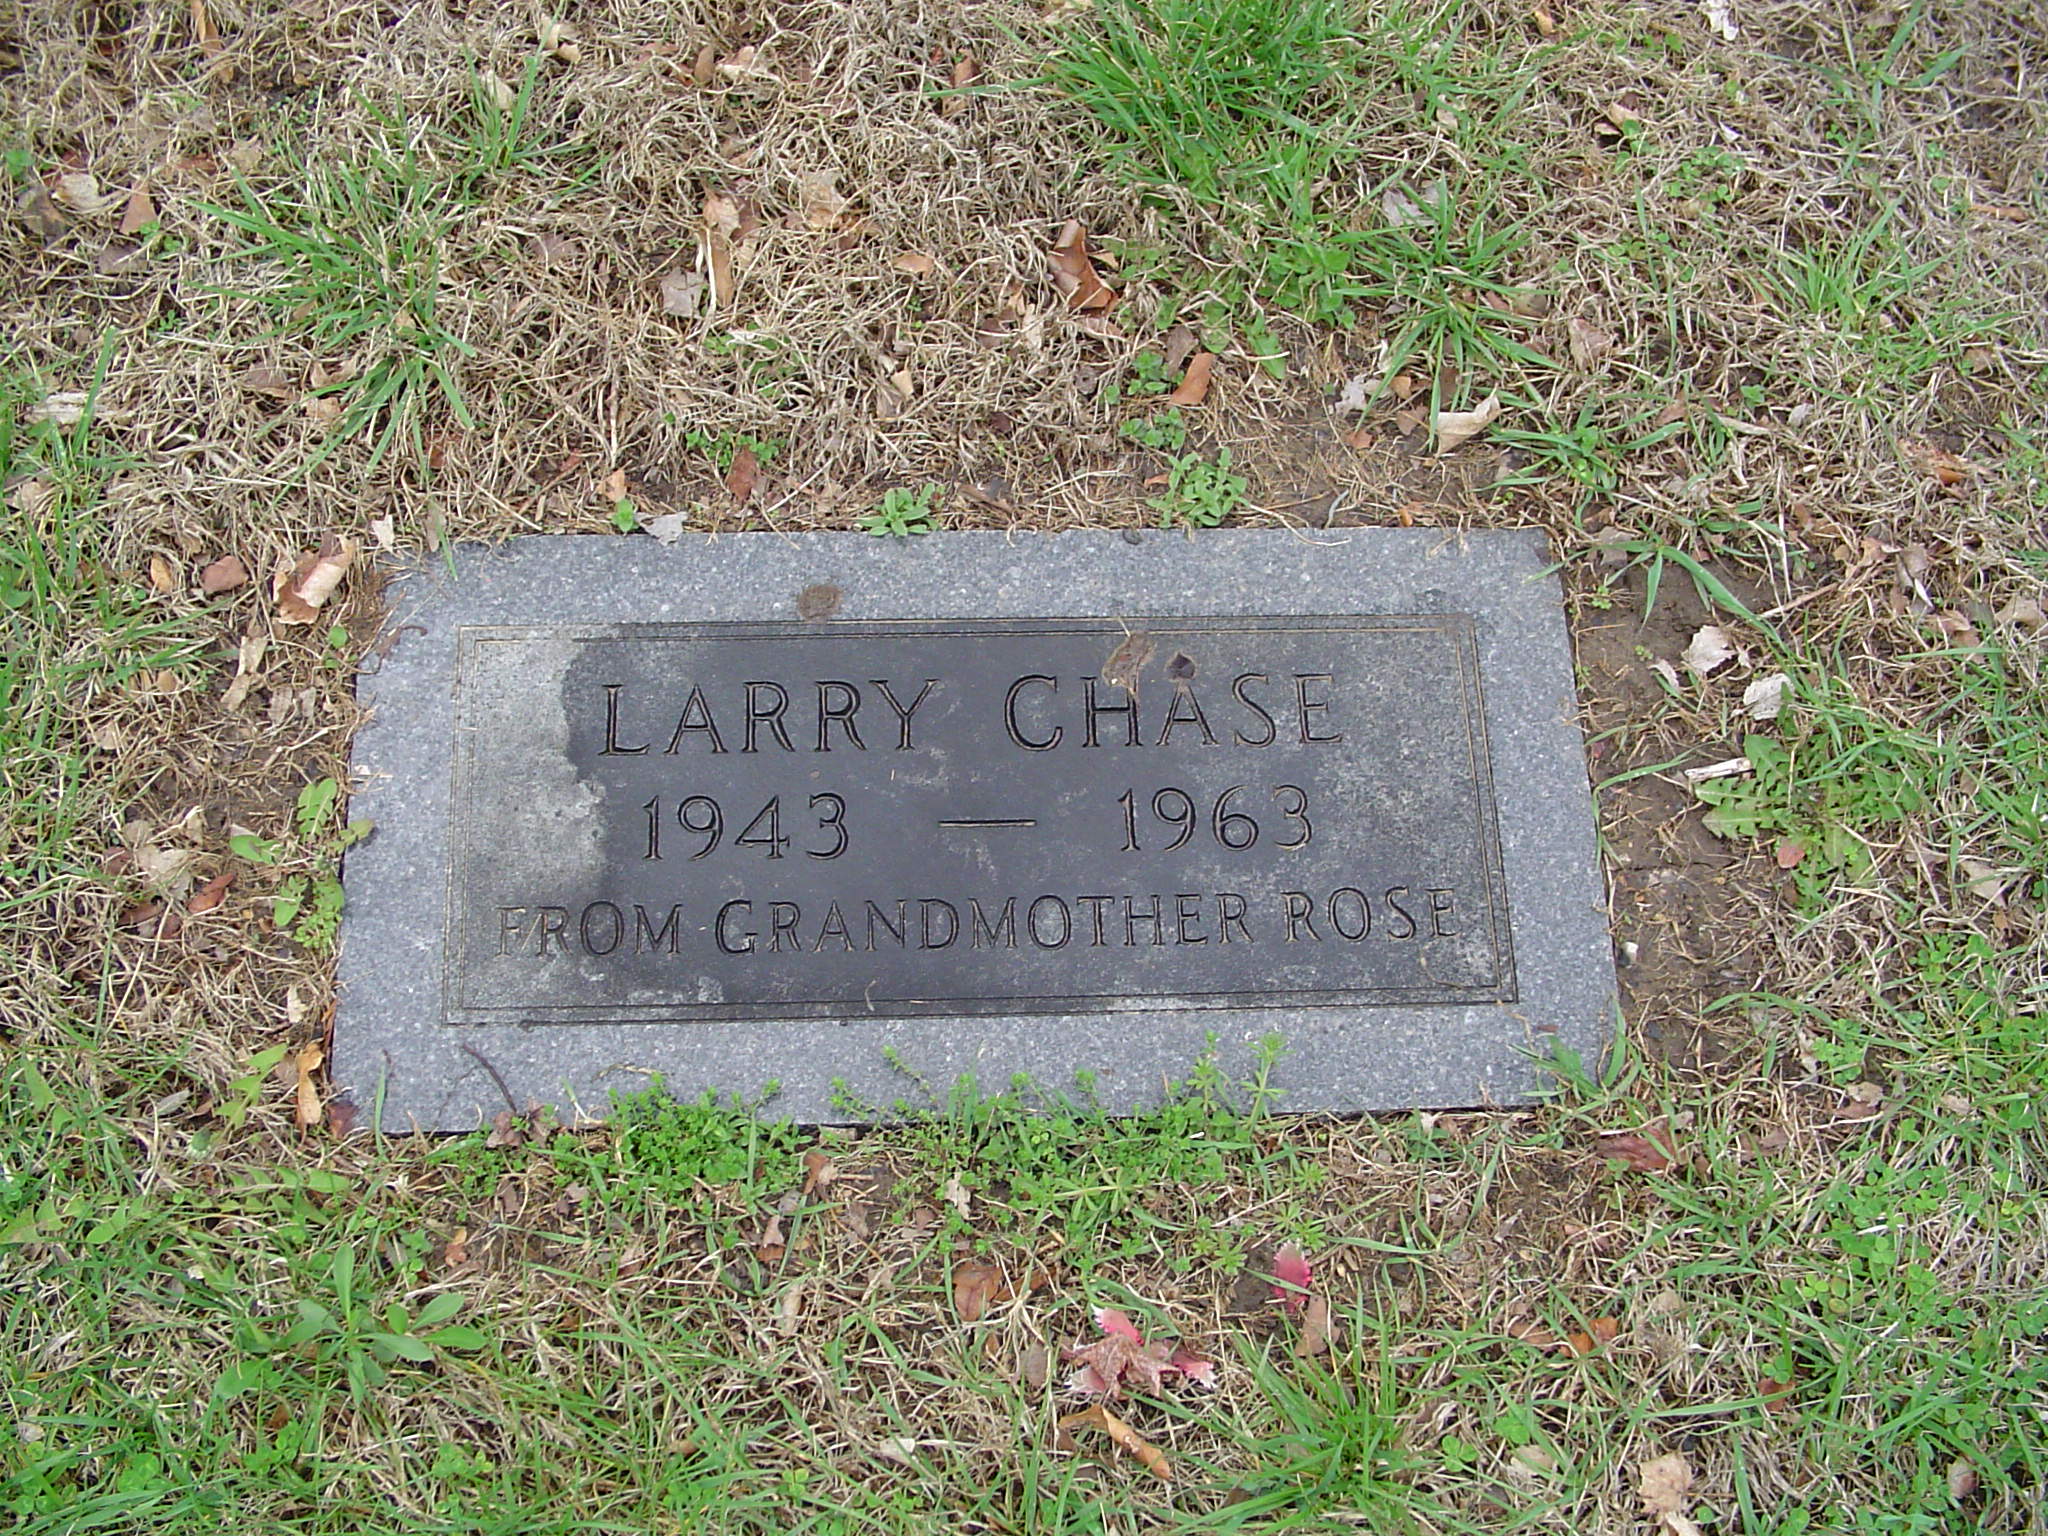 LARRY CHASE
1943 — 1963
FROM GRANDMOTHER ROSE